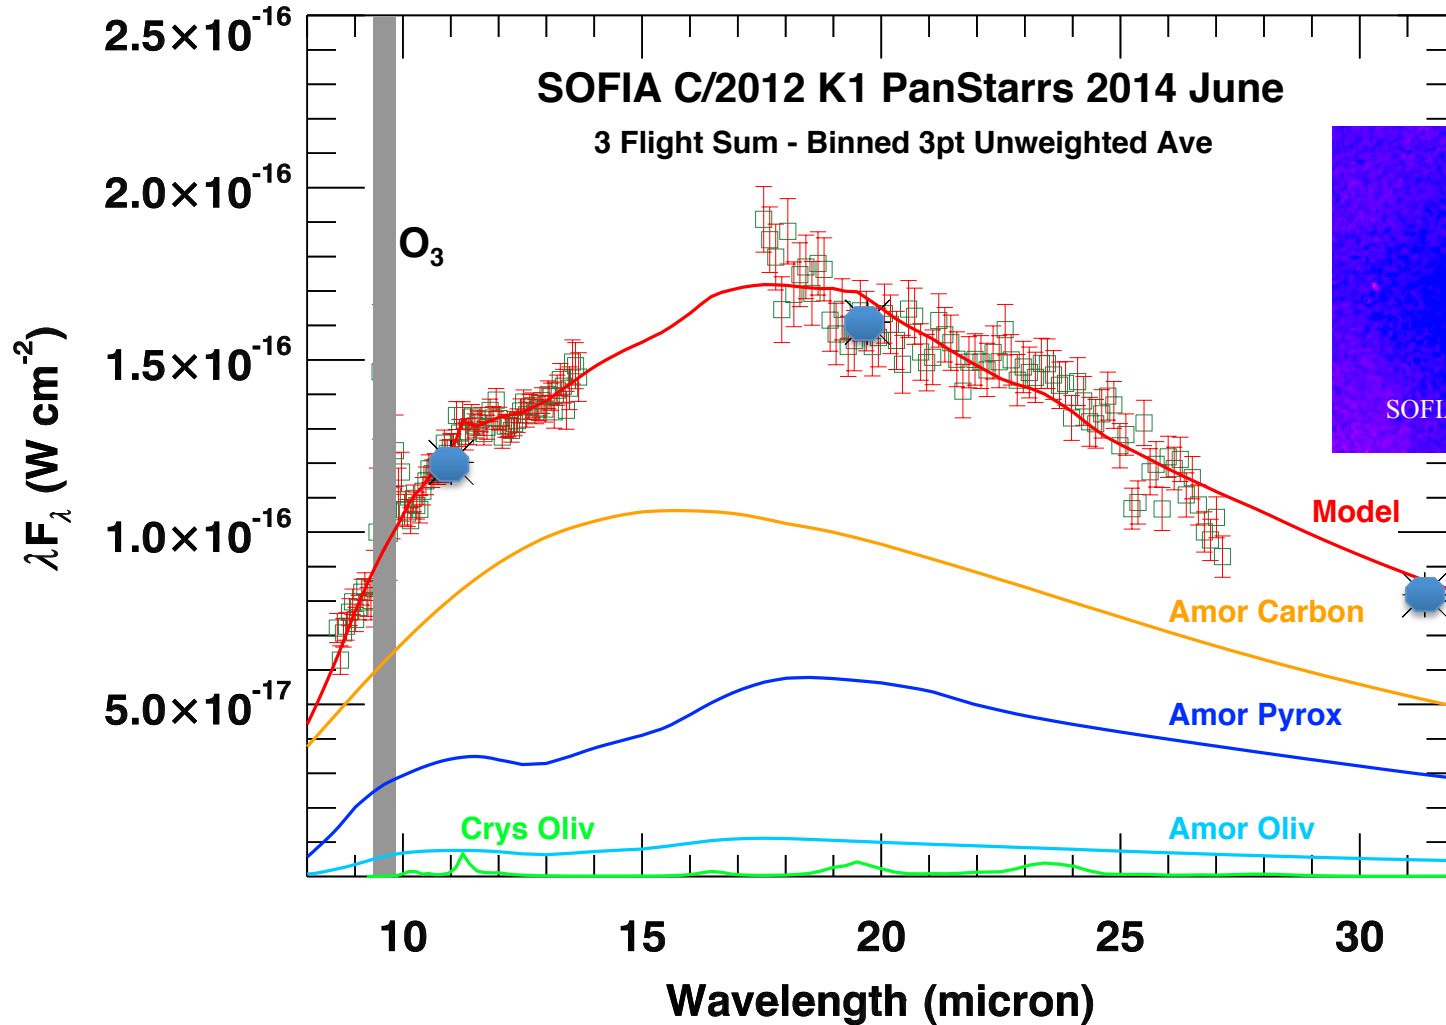 2.5×10^-16
SOFIA C/2012 K1 PanStarrs 2014 June
3 Flight Sum - Binned 3pt Unweighted Ave
2.0×10^-16
O₃
1.5×10^-16
λF_λ (W cm^-2)
1.0×10^-16
Model
Amor Carbon
5.0×10^-17
Amor Pyrox
Crys Oliv
Amor Oliv
10 15 20 25 30
Wavelength (micron)